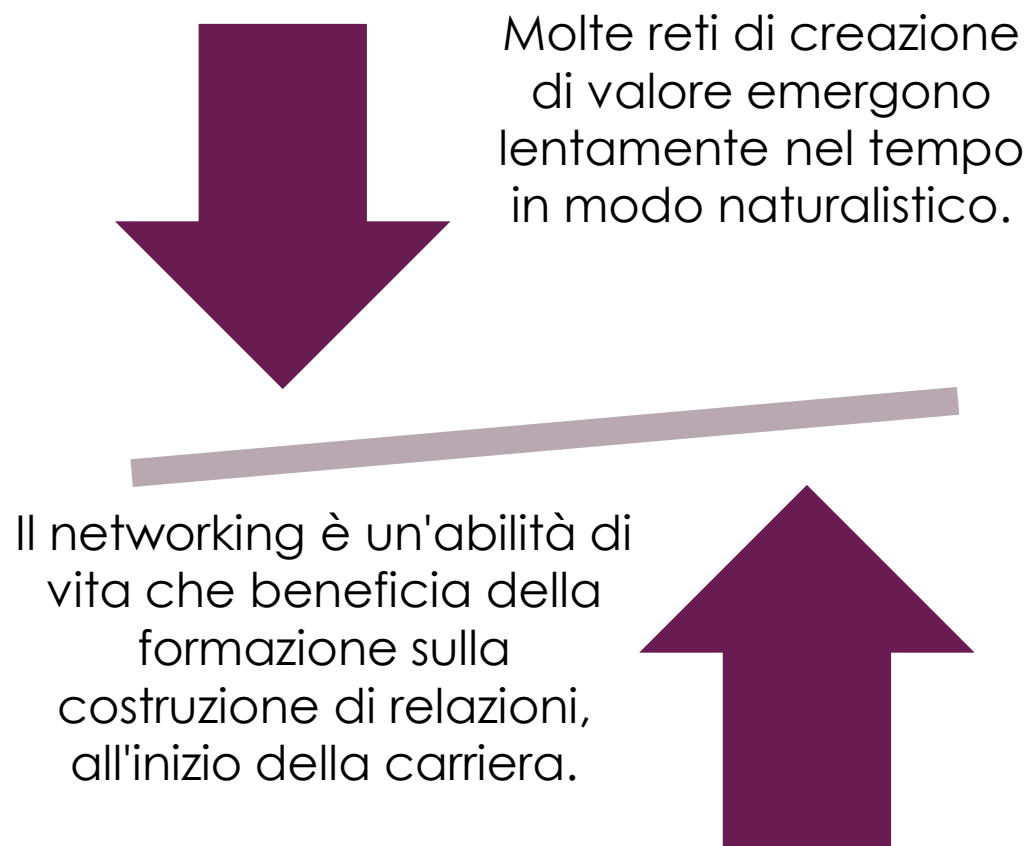 Molte reti di creazione
di valore emergono
lentamente nel tempo
in modo naturalistico.
Il networking è un'abilità di
vita che beneficia della
formazione sulla
costruzione di relazioni,
all'inizio della carriera.